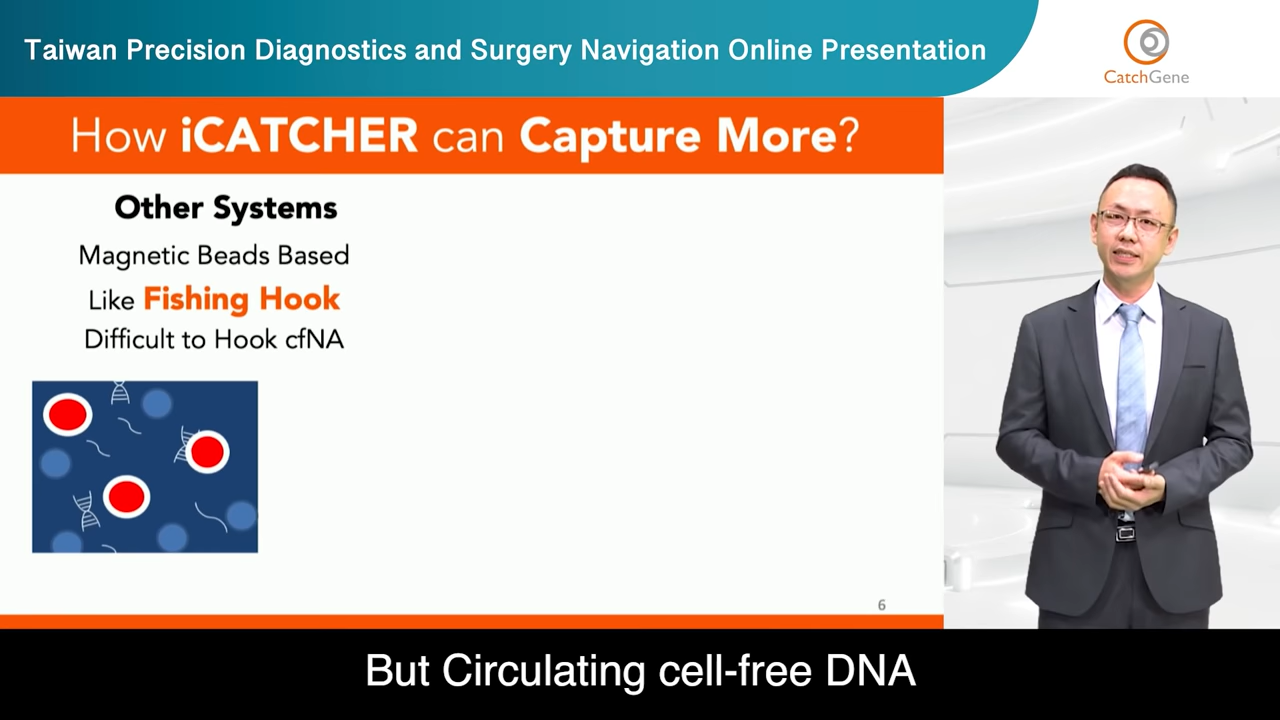 Taiwan Precision Diagnostics and Surgery Navigation Online Presentation
CatchGene
How iCATCHER can Capture More?
Other Systems
Magnetic Beads Based
Like Fishing Hook
Difficult to Hook cfNA
6
But Circulating cell-free DNA